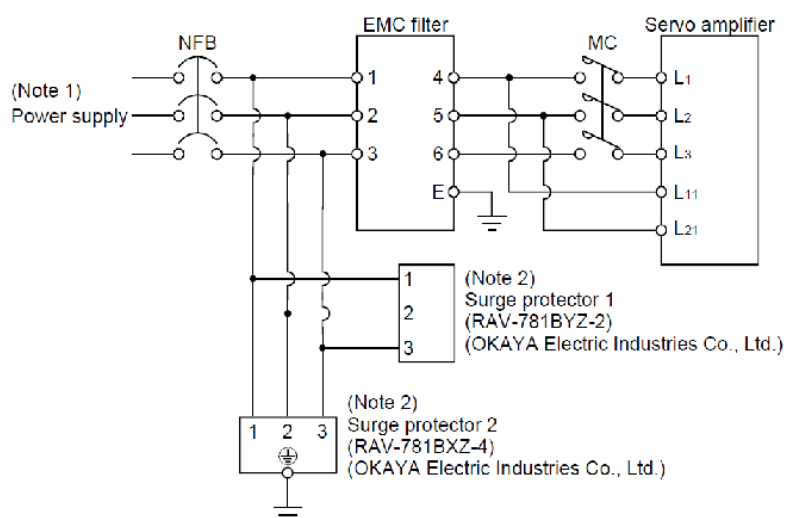 EMC filter
Servo amplifier
NFB
MC
(Note 1)
Power supply
1
2
3
4
5
6
E
L1
L2
L3
L11
L21
1
2
3
(Note 2)
Surge protector 1
(RAV-781BYZ-2)
(OKAYA Electric Industries Co., Ltd.)
1 2 3
(Note 2)
Surge protector 2
(RAV-781BXZ-4)
(OKAYA Electric Industries Co., Ltd.)